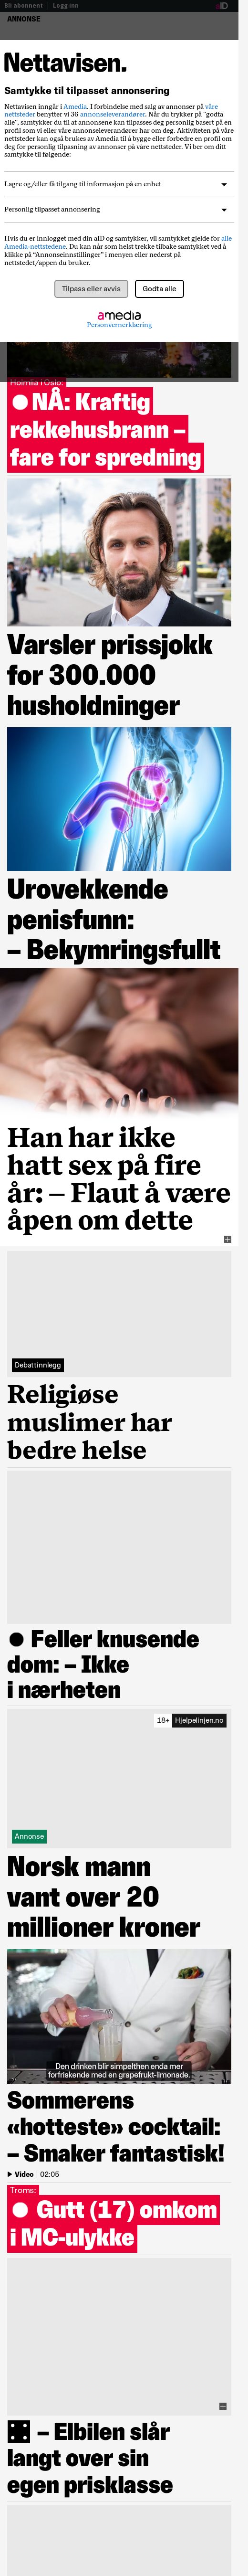 Bli abonnent | Logg inn
aID
ANNONSE
Nettavisen.
Samtykke til tilpasset annonsering
Nettavisen inngår i Amedia. I forbindelse med salg av annonser på våre
nettsteder benytter vi 36 annonseleverandører. Når du trykker på "godta
alle", samtykker du til at annonsene kan tilpasses deg personlig basert på en
profil som vi eller våre annonseleverandører har om deg. Aktiviteten på våre
nettsteder kan også brukes av Amedia til å bygge eller forbedre en profil om
deg for personlig tilpasning av annonser på våre nettsteder. Vi ber om ditt
samtykke til følgende:
Lagre og/eller få tilgang til informasjon på en enhet
Personlig tilpasset annonsering
Hvis du er innlogget med din aID og gir samtykke, vil samtykket gjelde for alle
Amedia-nettstedene. Du kan når som helst trekke tilbake samtykket ved å
klikke på “Annonseinnstillinger” i menyen eller nederst på
nettstedet/appen du bruker.
Tilpass eller avvis
Godta alle
amedia
Personvernerklæring
Holmlia i Oslo:
NÅ: Kraftig
rekkehusbrann –
fare for spredning
Varsler prissjokk
for 300.000
husholdninger
Urovekkende
penisfunn:
– Bekymringsfullt
Han har ikke
hatt sex på fire
år: – Flaut å være
åpen om dette
Debattinnlegg
Religiøse
muslimer har
bedre helse
Feller knusende
dom: – Ikke
i nærheten
18+ Hjelpelinjen.no
Annonse
Norsk mann
vant over 20
millioner kroner
Den drinken blir simpelthen enda mer
forfriskende med en grapefrukt-limonade.
Sommerens
«hotteste» cocktail:
– Smaker fantastisk!
Video | 02:05
Troms:
Gutt (17) omkom
i MC-ulykke
– Elbilen slår
langt over sin
egen prisklasse